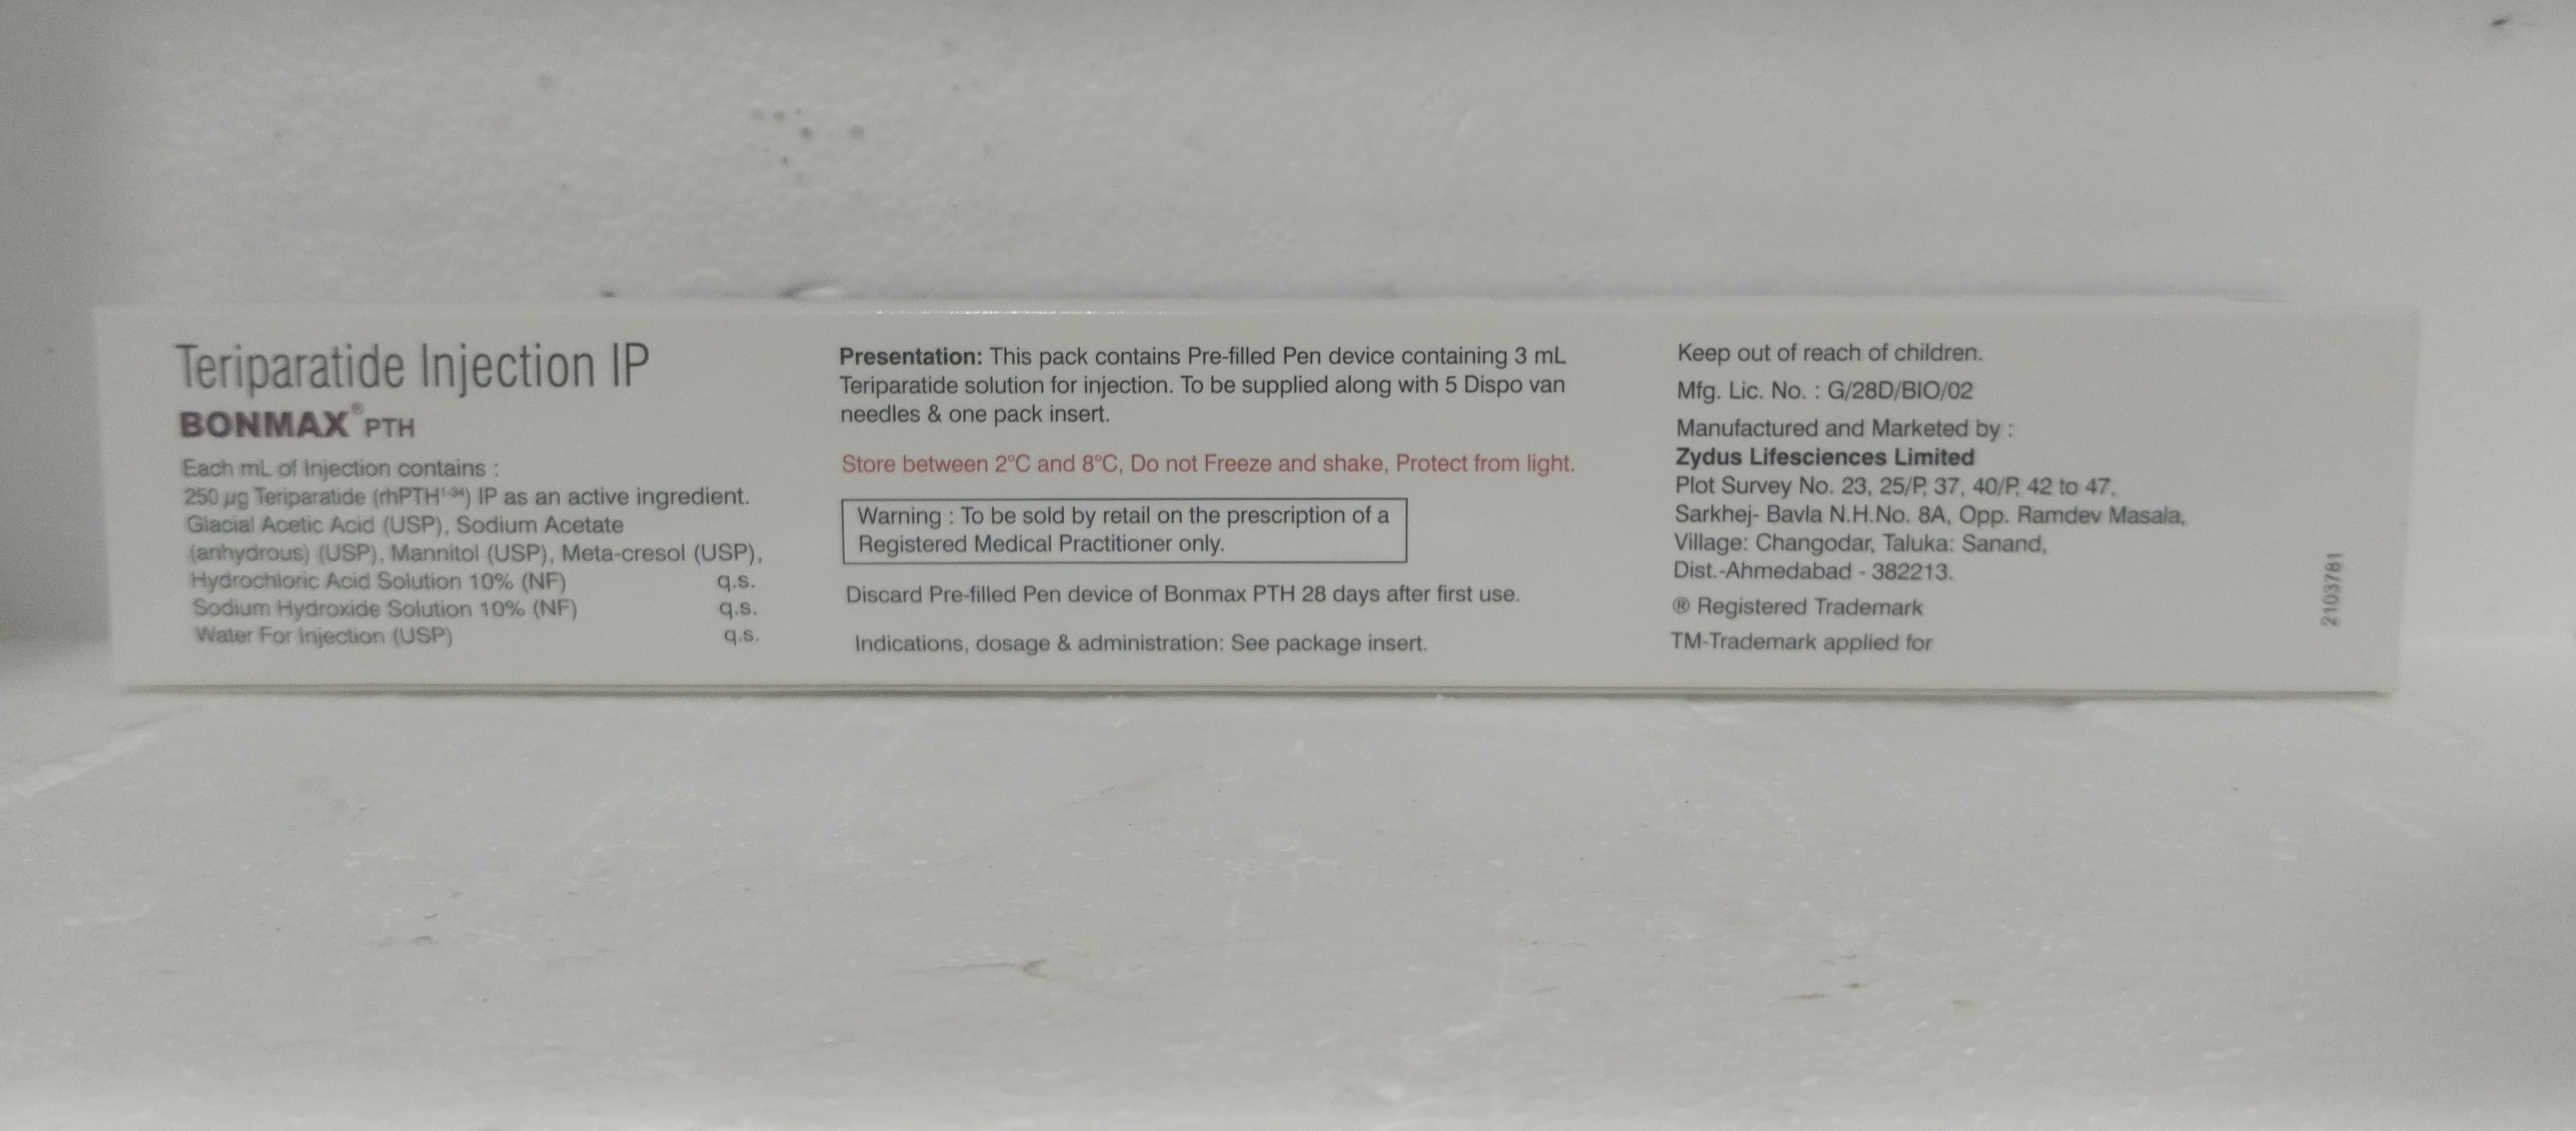 Teriparatide Injection IP
BONMAX® PTH
Each mL of Injection contains :
250 µg Teriparatide (rhPTH¹⁻³⁴) IP as an active ingredient.
Glacial Acetic Acid (USP), Sodium Acetate
(anhydrous) (USP), Mannitol (USP), Meta-cresol (USP),
Hydrochloric Acid Solution 10% (NF) q.s.
Sodium Hydroxide Solution 10% (NF) q.s.
Water For Injection (USP) q.s.
Presentation: This pack contains Pre-filled Pen device containing 3 mL
Teriparatide solution for injection. To be supplied along with 5 Dispo van
needles & one pack insert.
Store between 2°C and 8°C, Do not Freeze and shake, Protect from light.
Warning : To be sold by retail on the prescription of a
Registered Medical Practitioner only.
Discard Pre-filled Pen device of Bonmax PTH 28 days after first use.
Indications, dosage & administration: See package insert.
Keep out of reach of children.
Mfg. Lic. No. : G/28D/BIO/02
Manufactured and Marketed by :
Zydus Lifesciences Limited
Plot Survey No. 23, 25/P, 37, 40/P, 42 to 47,
Sarkhej- Bavla N.H.No. 8A, Opp. Ramdev Masala,
Village: Changodar, Taluka: Sanand,
Dist.-Ahmedabad - 382213.
® Registered Trademark
TM-Trademark applied for
2103781